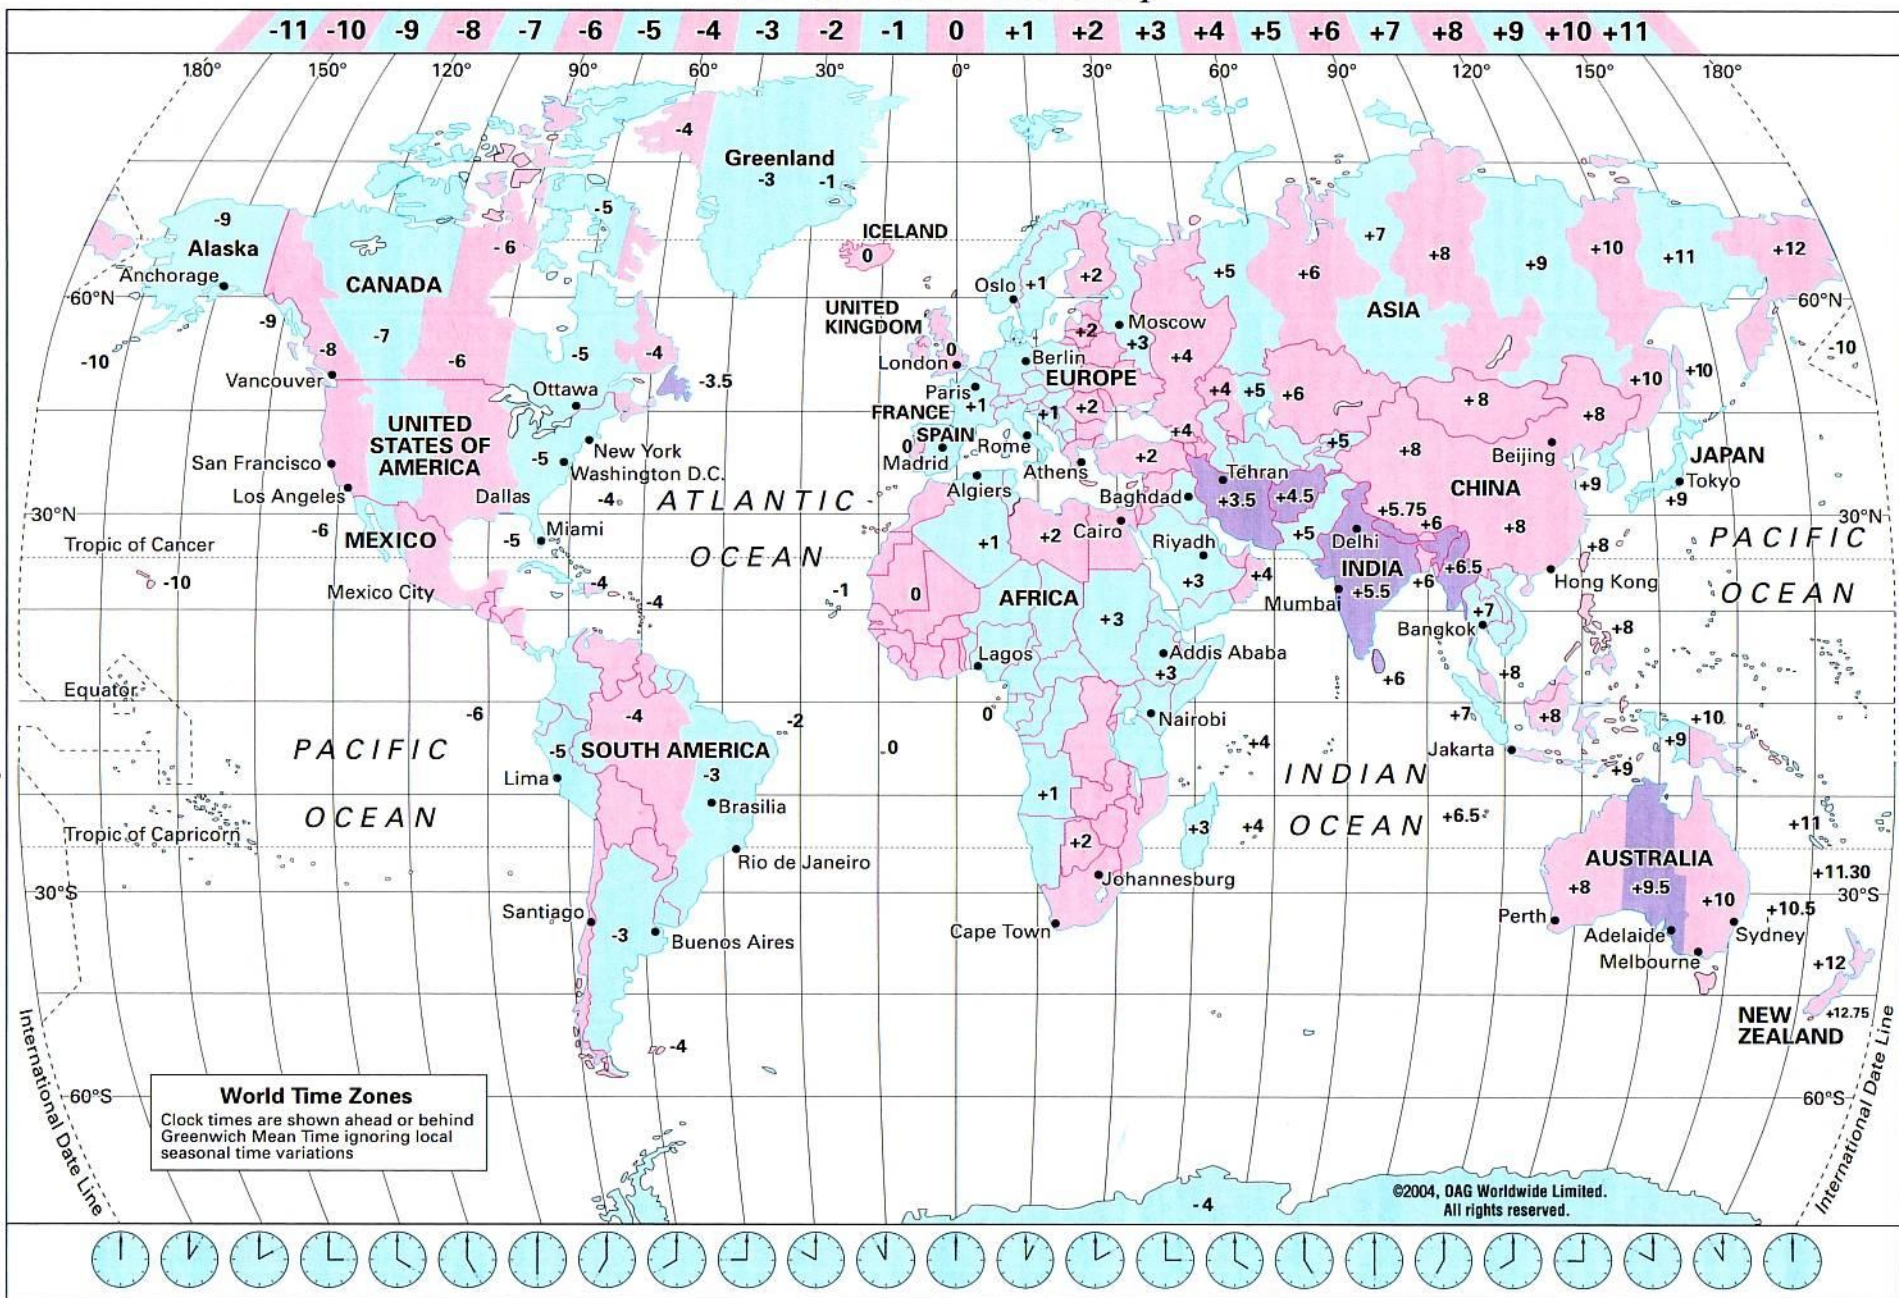 -11 -10 -9 -8 -7 -6 -5 -4 -3 -2 -1 0 +1 +2 +3 +4 +5 +6 +7 +8 +9 +10 +11
180° 150° 120° 90° 60° 30° 0° 30° 60° 90° 120° 150° 180°
-4
Greenland
-3 -1
-9
Alaska
Anchorage
-5
-6
ICELAND
0
CANADA
+7
+8
+10
+11
+12
+9
+5
+6
Oslo +1
+2
ASIA
60°N
60°N
-9
-10
-7
-8
-6
-5
-4
-3.5
Vancouver
Ottawa
UNITED
KINGDOM
0
London
Moscow
+2
+3
+4
Berlin
EUROPE
Paris
+1
FRANCE
SPAIN
0
Madrid
Rome
+1
+2
Athens
Algiers
+4
+5
+6
+4
+2
+5
+8
+8
+8
+10
+10
-10
Beijing
UNITED
STATES OF
AMERICA
New York
-5
Washington D.C.
San Francisco
Los Angeles
Dallas
-4
ATLANTIC
OCEAN
Tehran
Baghdad
+3.5
+4.5
CHINA
+8
+9
JAPAN
Tokyo
+9
30°N
30°N
Tropic of Cancer
-6
MEXICO
-5
Miami
+1
+2
Cairo
Riyadh
+3
+4
+5
Delhi
+5.75
+6
INDIA
+5.5
+6.5
+6
Mumbai
+8
Hong Kong
PACIFIC
OCEAN
-10
Mexico City
-4
-4
-1
0
AFRICA
+3
+7
Bangkok
+8
Lagos
Addis Ababa
+3
+6
+8
Equator
-6
-4
-2
0
Nairobi
+7
+8
+10
PACIFIC
OCEAN
-5
SOUTH AMERICA
-3
0
+4
INDIAN
OCEAN
Jakarta
+9
+9
Lima
Brasilia
+1
+3
+4
+6.5
+11
Tropic of Capricorn
Rio de Janeiro
+2
Johannesburg
AUSTRALIA
+8
+9.5
+10
+11.30
30°S
30°S
+10.5
Santiago
-3
Buenos Aires
Cape Town
Perth
Adelaide
Melbourne
Sydney
+12
NEW
ZEALAND
+12.75
-4
International Date Line
International Date Line
World Time Zones
Clock times are shown ahead or behind
Greenwich Mean Time ignoring local
seasonal time variations
60°S
60°S
-4
©2004, OAG Worldwide Limited.
All rights reserved.